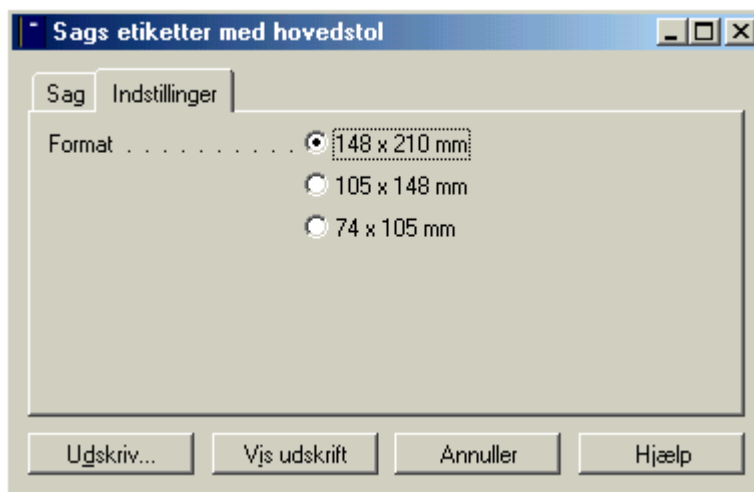 Sags etiketter med hovedstol
Sag Indstillinger
Format . . . . . . . . . . 148 x 210 mm
105 x 148 mm
74 x 105 mm
Udskriv... Vis udskrift Annuller Hjælp